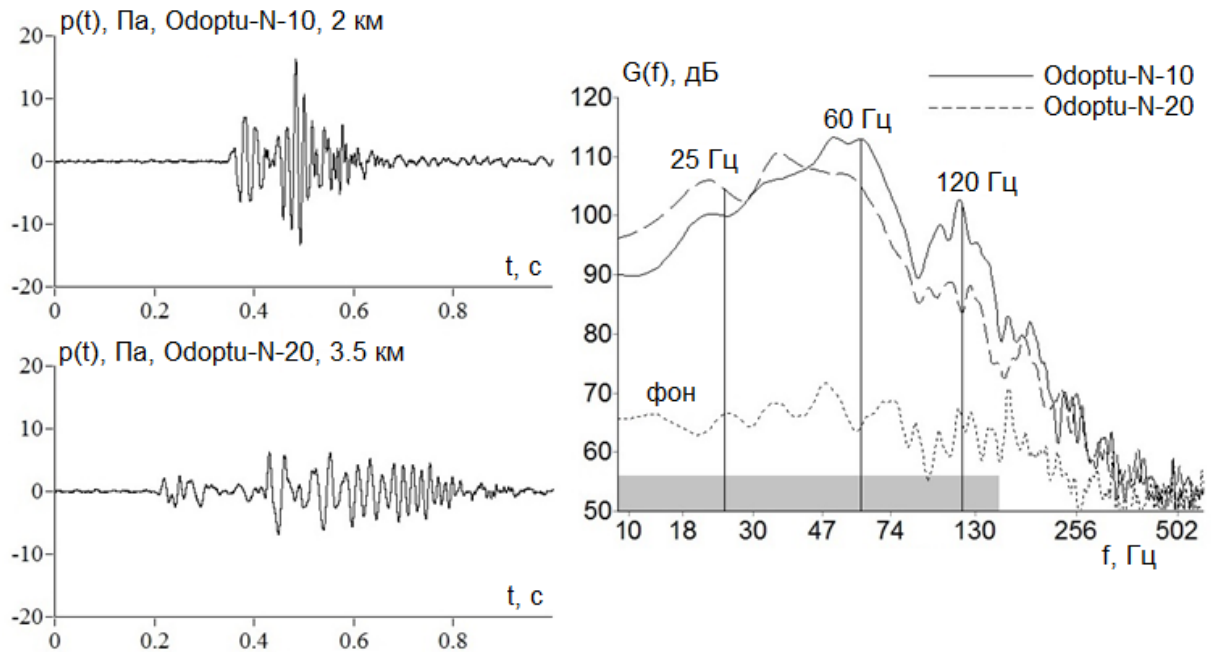 p(t), Па, Odoptu-N-10, 2 км
20
10
0
-10
-20
t, с
0 0.2 0.4 0.6 0.8
p(t), Па, Odoptu-N-20, 3.5 км
20
10
0
-10
-20
t, с
0 0.2 0.4 0.6 0.8
G(f), дБ
Odoptu-N-10
Odoptu-N-20
120
110
100
90
80
70
60
50
25 Гц
60 Гц
120 Гц
фон
10 18 30 47 74 130 256 502
f, Гц